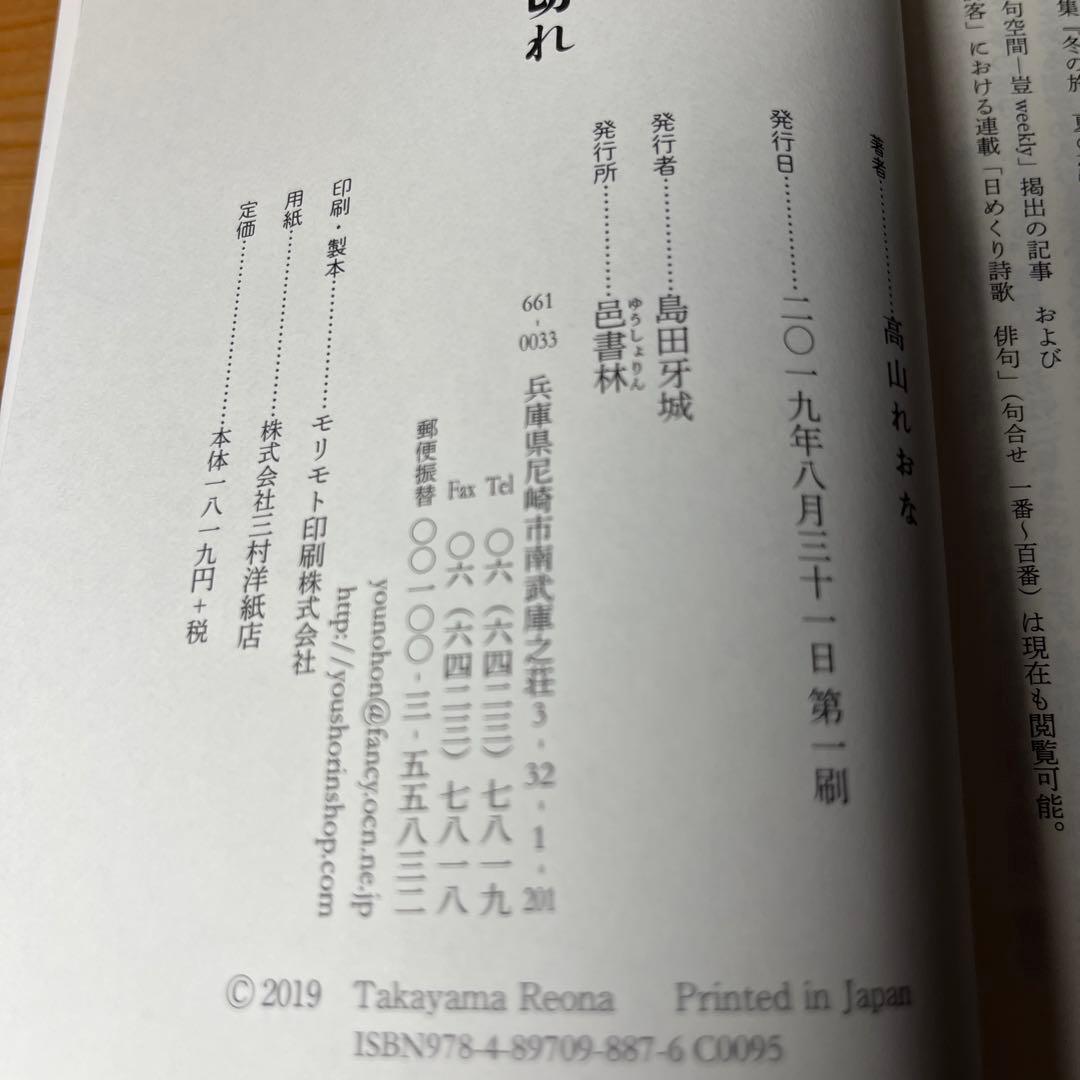 集『冬の旅
句空間―豈weekly」掲出の記事　および
客」における連載「日めくり詩歌　俳句」（句合せ　一番～百番）は現在も閲覧可能。
切れ
著者……………高山れおな
発行日…………二〇一九年八月三十一日　第一刷
発行者…………島田牙城
発行所…………邑書林
ゆうしょりん
661-0033　兵庫県尼崎市南武庫之荘3-32-1-201
Tel　〇六（六四二三）七八一九
Fax　〇六（六四二三）七八一八
郵便振替　〇〇一〇〇-三-五五八三二
younohon@fancy.ocn.ne.jp
http://youshorinshop.com
印刷・製本……………モリモト印刷株式会社
用紙……………………株式会社三村洋紙店
定価……………………本体一八一九円＋税
©2019　Takayama Reona　Printed in Japan
ISBN978-4-89709-887-6 C0095